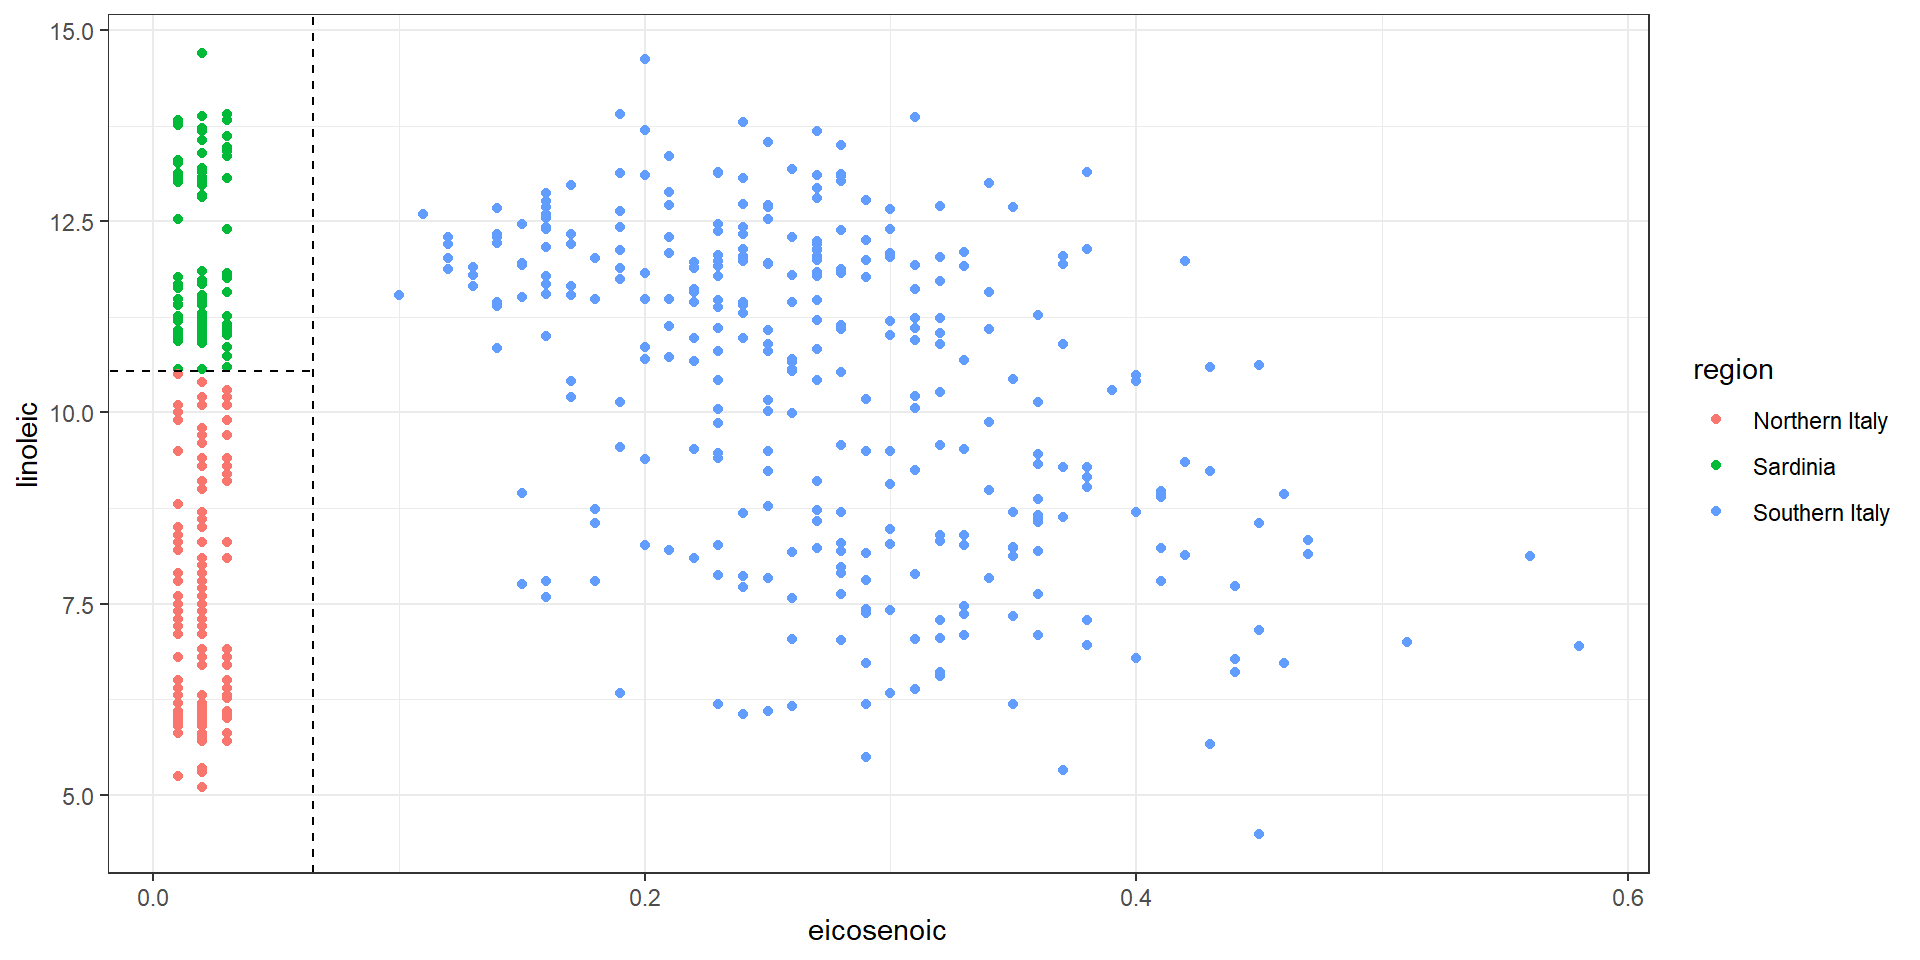 15.0
12.5
10.0
7.5
5.0
linoleic
0.0 0.2 0.4 0.6
eicosenoic
region
Northern Italy
Sardinia
Southern Italy